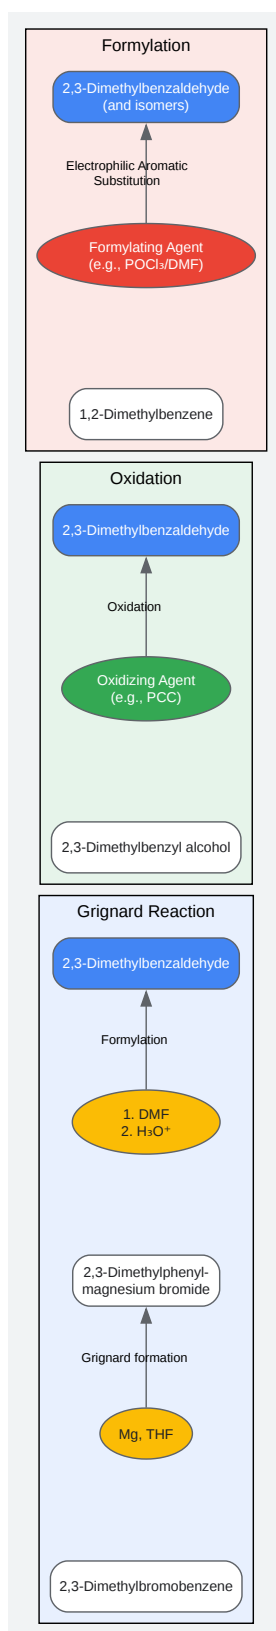 Formylation
2,3-Dimethylbenzaldehyde
(and isomers)
Electrophilic Aromatic
Substitution
Formylating Agent
(e.g., POCl₃/DMF)
1,2-Dimethylbenzene
Oxidation
2,3-Dimethylbenzaldehyde
Oxidation
Oxidizing Agent
(e.g., PCC)
2,3-Dimethylbenzyl alcohol
Grignard Reaction
2,3-Dimethylbenzaldehyde
Formylation
1. DMF
2. H₃O⁺
2,3-Dimethylphenyl-
magnesium bromide
Grignard formation
Mg, THF
2,3-Dimethylbromobenzene